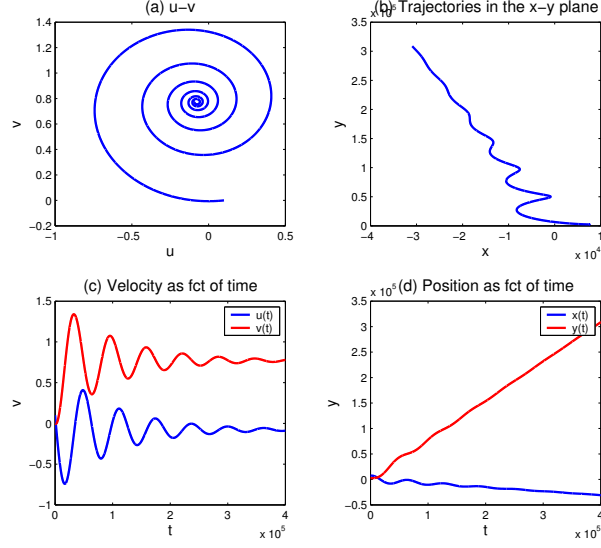 (a) u−v
1.4
1.2
1
0.8
0.6
0.4
0.2
0
−0.2
v
−1
−0.5
0
0.5
u
(b) Trajectories in the x−y plane
x 10^5
3.5
3
2.5
2
1.5
1
0.5
0
y
−4
−3
−2
−1
0
1
x
x 10^4
(c) Velocity as fct of time
1.5
1
0.5
0
−0.5
−1
v
u(t)
v(t)
0
1
2
3
4
t
x 10^5
(d) Position as fct of time
x 10^5
3.5
3
2.5
2
1.5
1
0.5
0
−0.5
y
x(t)
y(t)
0
1
2
3
4
t
x 10^5